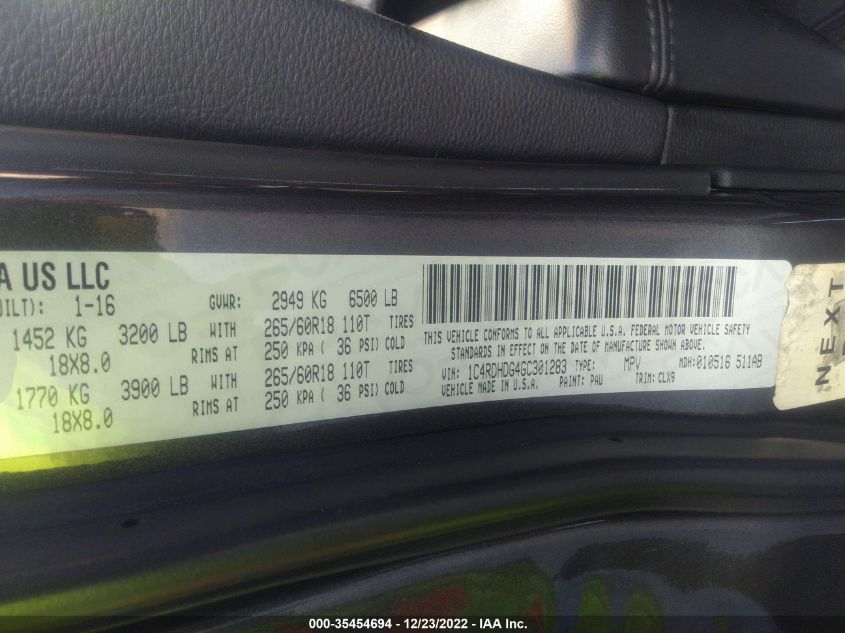 A US LLC
UILT): 1-16 GVWR: 2949 KG 6500 LB
1452 KG 3200 LB WITH 265/60R18 110T TIRES
18X8.0 RIMS AT 250 KPA ( 36 PSI) COLD
1770 KG 3900 LB WITH 265/60R18 110T TIRES
18X8.0 RIMS AT 250 KPA ( 36 PSI) COLD
THIS VEHICLE CONFORMS TO ALL APPLICABLE U.S.A. FEDERAL MOTOR VEHICLE SAFETY
STANDARDS IN EFFECT ON THE DATE OF MANUFACTURE SHOWN ABOVE.
VIN: 1C4RDHDG4GC301283 TYPE: MPV MDH: 010516 511AB
MADE IN U.S.A. PAINT: PAU TRIM: CLX9
NEXT
000-35454694 - 12/23/2022 - IAA Inc.